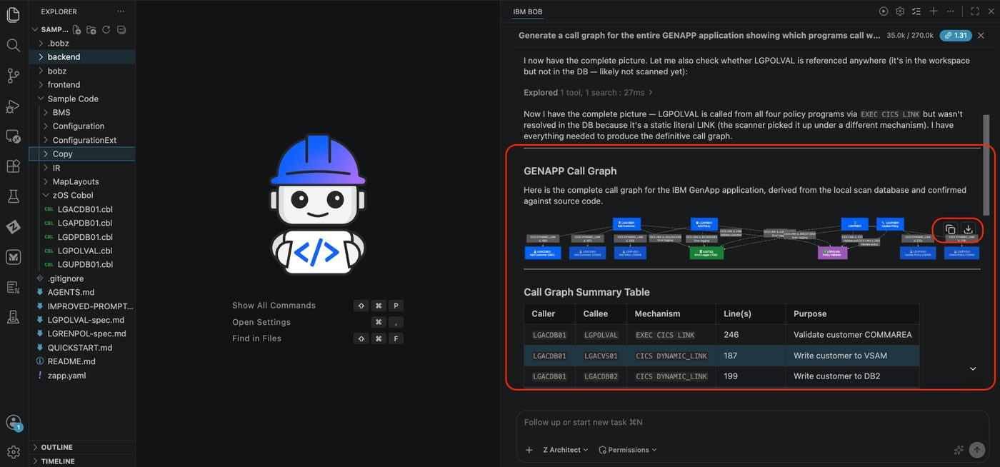 EXPLORER
SAMP...
.bobz
backend
bobz
frontend
Sample Code
BMS
Configuration
ConfigurationExt
Copy
IR
MapLayouts
zOS Cobol
CBL LGACDB01.cbl
CBL LGAPDB01.cbl
CBL LGDPDB01.cbl
CBL LGPOLVAL.cbl
CBL LGUPDB01.cbl
.gitignore
AGENTS.md
IMPROVED-PROMPT...
LGPOLVAL-spec.md
LGRENPOL-spec.md
QUICKSTART.md
README.md
! zapp.yaml
OUTLINE
TIMELINE
1
</>
Show All Commands ⇧ ⌘ P
Open Settings ⌘ ,
Find in Files ⇧ ⌘ F
IBM BOB
Generate a call graph for the entire GENAPP application showing which programs call w... 35.0k / 270.0k 1.31
I now have the complete picture. Let me also check whether LGPOLVAL is referenced anywhere (it's in the workspace
but not in the DB — likely not scanned yet):
Explored 1 tool, 1 search : 27ms >
Now I have the complete picture — LGPOLVAL is called from all four policy programs via EXEC CICS LINK but wasn't
resolved in the DB because it's a static literal LINK (the scanner picked it up under a different mechanism). I have
everything needed to produce the definitive call graph.
GENAPP Call Graph
Here is the complete call graph for the IBM GenApp application, derived from the local scan database and confirmed
against source code.
Call Graph Summary Table
Caller Callee Mechanism Line(s) Purpose
LGACDB01 LGPOLVAL EXEC CICS LINK 246 Validate customer COMMAREA
LGACDB01 LGACVS01 CICS DYNAMIC_LINK 187 Write customer to VSAM
LGACDB01 LGACDB02 CICS DYNAMIC_LINK 199 Write customer to DB2
Follow up or start new task ⌘N
Z Architect Permissions